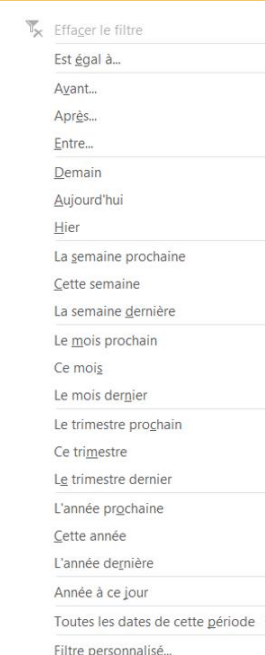 Effacer le filtre
Est égal à...
Avant...
Après...
Entre...
Demain
Aujourd'hui
Hier
La semaine prochaine
Cette semaine
La semaine dernière
Le mois prochain
Ce mois
Le mois dernier
Le trimestre prochain
Ce trimestre
Le trimestre dernier
L'année prochaine
Cette année
L'année dernière
Année à ce jour
Toutes les dates de cette période
Filtre personnalisé...